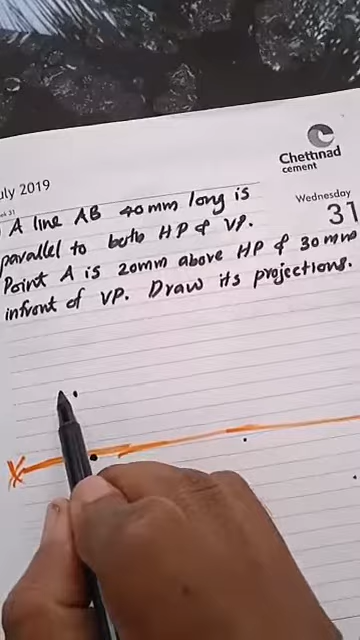 July 2019
Chettinad
cement
Wednesday
31
A line AB 40mm long is
parallel to both HP & VP.
Point A is 20mm above HP & 30mm
infront of VP. Draw its projections.
X